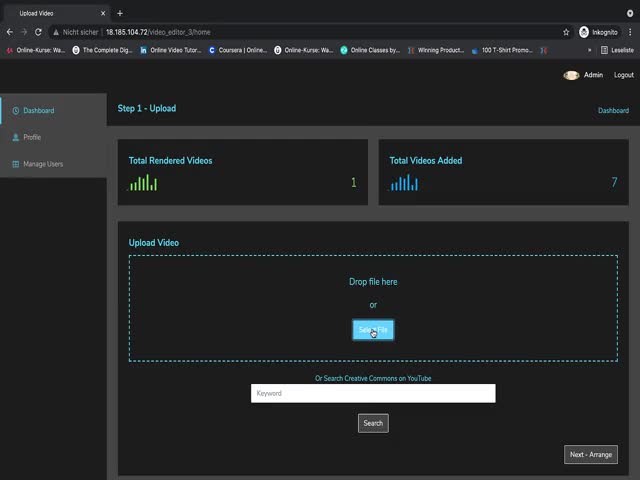 Upload Video
Nicht sicher | 18.185.104.72/video_editor_3/home
Inkognito
Online-Kurse: Wa...
The Complete Dig...
Online Video Tutor...
Coursera | Online...
Online-Kurse: Wa...
Online Classes by...
Winning Product...
100 T-Shirt Promo...
Leseliste
Admin
Logout
Dashboard
Profile
Manage Users
Step 1 - Upload
Dashboard
Total Rendered Videos
1
Total Videos Added
7
Upload Video
Drop file here
or
Select File
Or Search Creative Commons on YouTube
Keyword
Search
Next - Arrange